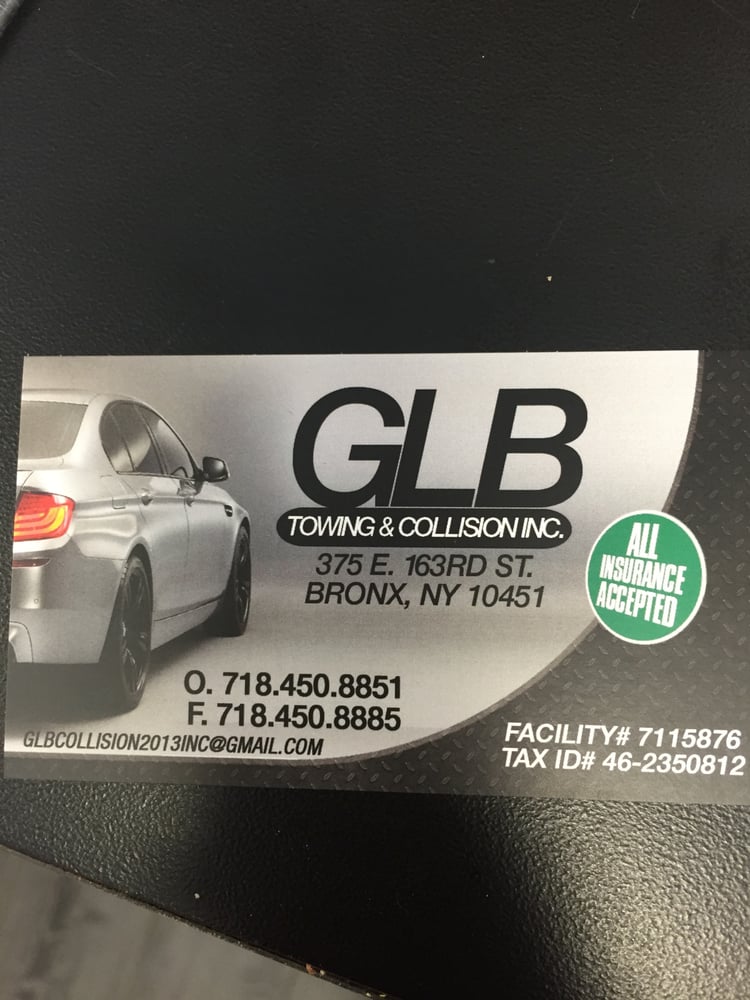 GLB
TOWING & COLLISION INC.
375 E. 163RD ST.
BRONX, NY 10451
ALL
INSURANCE
ACCEPTED
O. 718.450.8851
F. 718.450.8885
GLBCOLLISION2013INC@GMAIL.COM
FACILITY# 7115876
TAX ID# 46-2350812